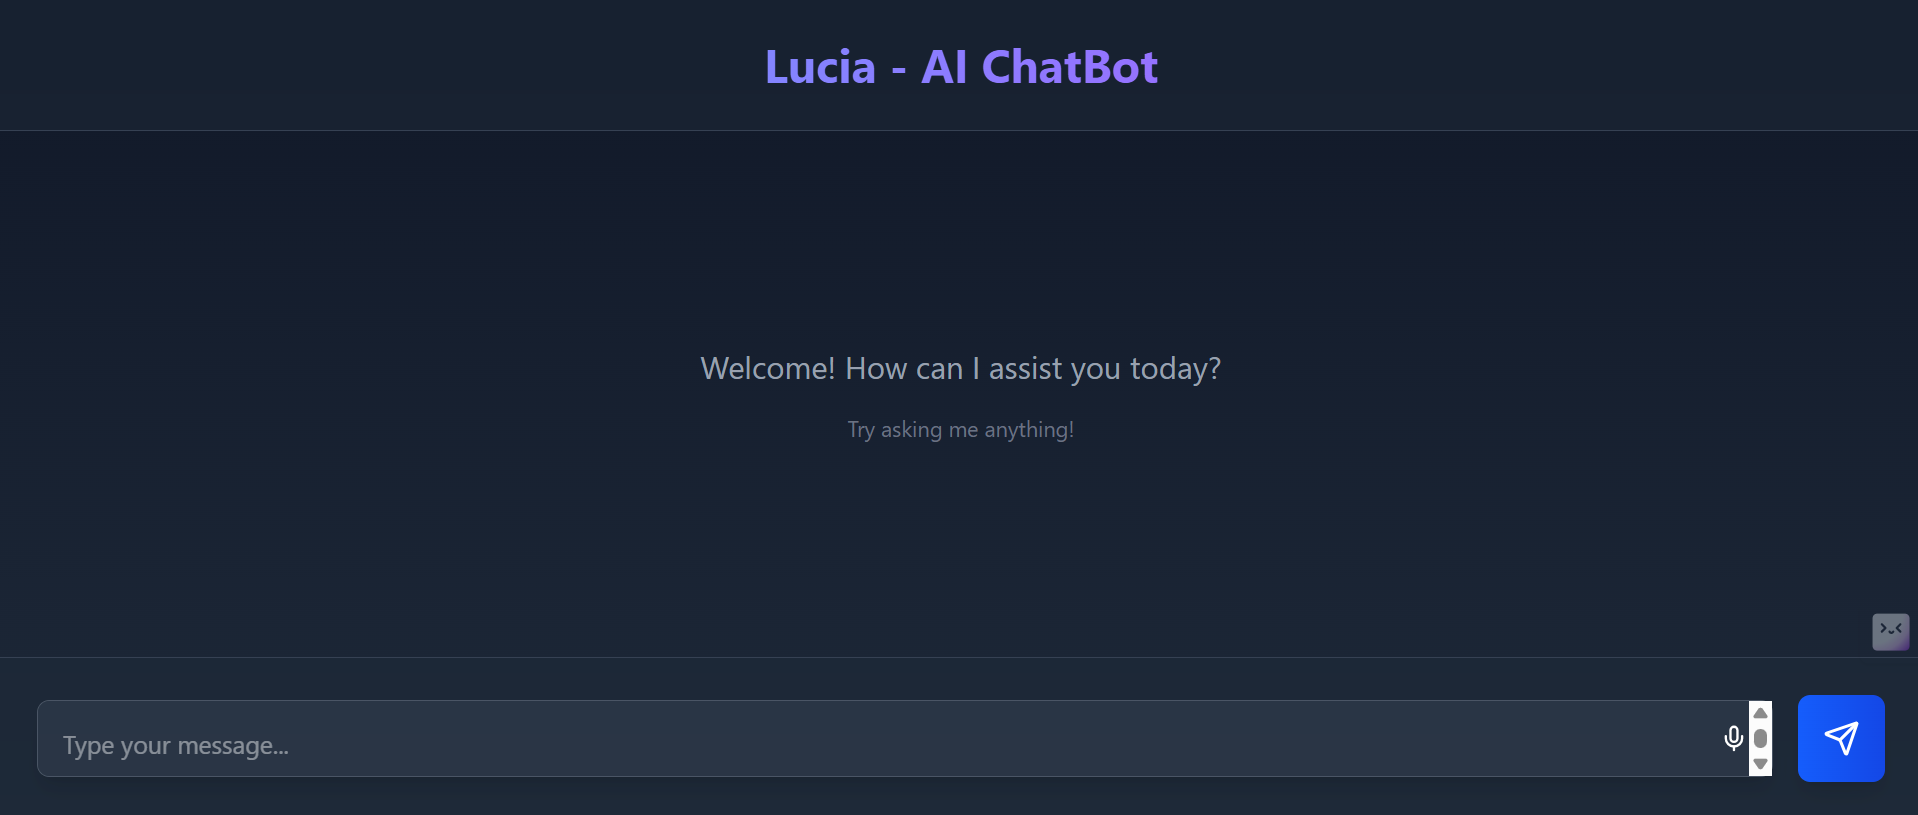 Lucia - AI ChatBot
Welcome! How can I assist you today?
Try asking me anything!
Type your message...